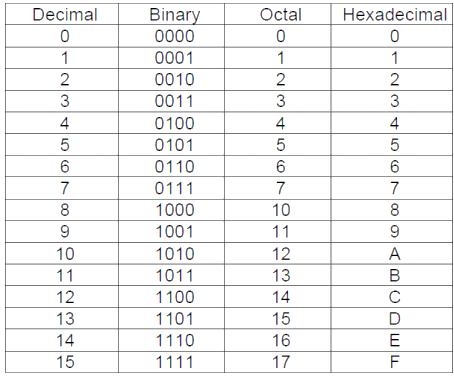 Decimal Binary Octal Hexadecimal
0 0000 0 0
1 0001 1 1
2 0010 2 2
3 0011 3 3
4 0100 4 4
5 0101 5 5
6 0110 6 6
7 0111 7 7
8 1000 10 8
9 1001 11 9
10 1010 12 A
11 1011 13 B
12 1100 14 C
13 1101 15 D
14 1110 16 E
15 1111 17 F